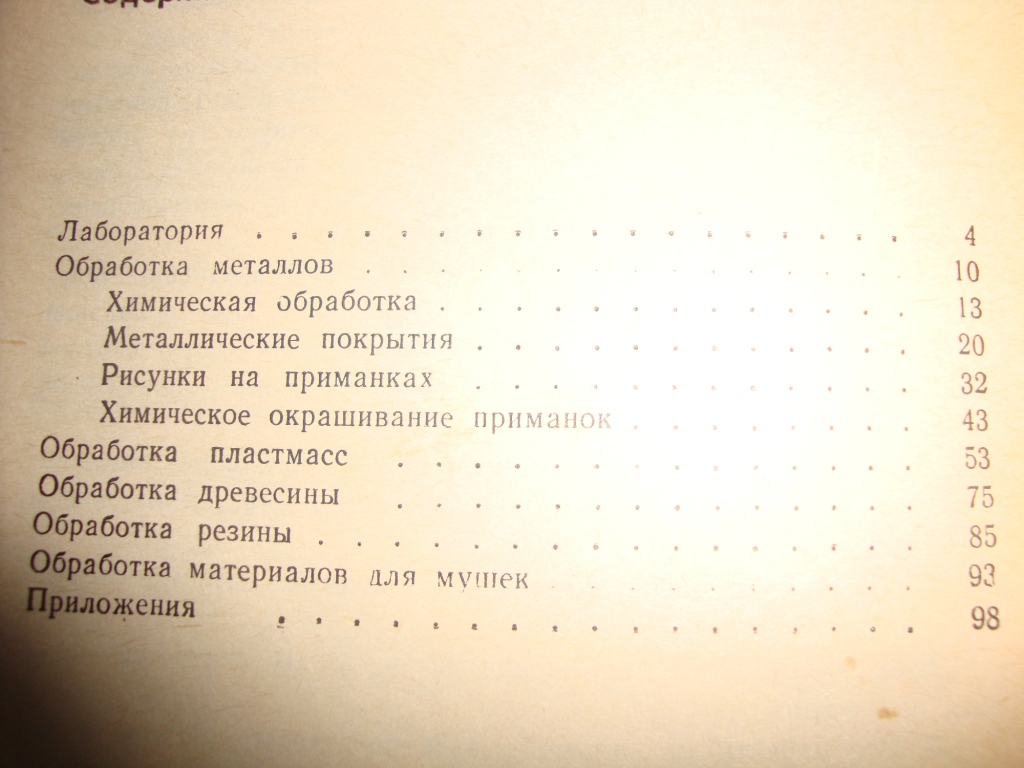 Лаборатория . . . . . . . . . . . . . . . . . . 4
Обработка металлов . . . . . . . . . . . . . . . 10
Химическая обработка . . . . . . . . . . . . . 13
Металлические покрытия . . . . . . . . . . . . 20
Рисунки на приманках . . . . . . . . . . . . 32
Химическое окрашивание приманок . . . . . . . . 43
Обработка пластмасс . . . . . . . . . . . . . . 53
Обработка древесины . . . . . . . . . . . . . . 75
Обработка резины . . . . . . . . . . . . . . . . 85
Обработка материалов для мушек . . . . . . . . . . 93
Приложения . . . . . . . . . . . . . . . . . 98